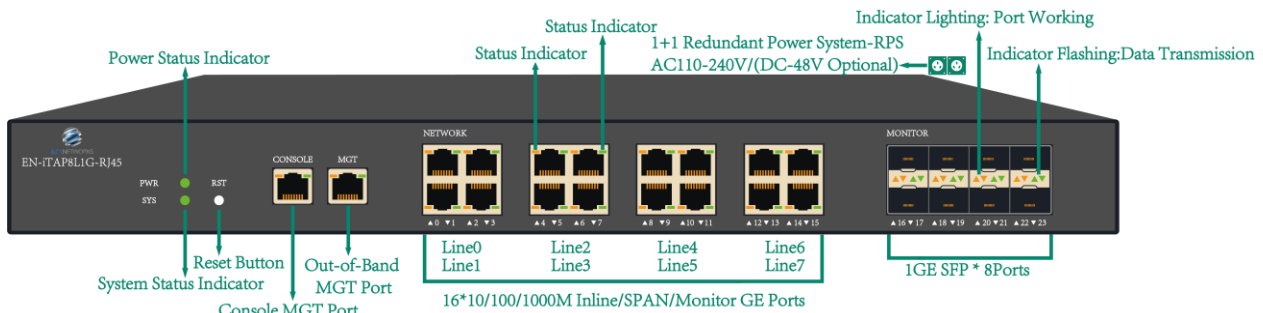 Indicator Lighting: Port Working
Status Indicator
1+1 Redundant Power System-RPS
Indicator Flashing:Data Transmission
Power Status Indicator
Status Indicator
AC110-240V/(DC-48V Optional)
NETWORK
MONITOR
EN-iTAP8L1G-RJ45
CONSOLE
MGT
PWR
RST
SYS
▲0 ▼1 ▲2 ▼3
▲4 ▼5 ▲6 ▼7
▲8 ▼9 ▲10 ▼11
▲12 ▼13 ▲14 ▼15
▲16 ▼17 ▲18 ▼19 ▲20 ▼21 ▲22 ▼23
Line0 Line2 Line4 Line6
Line1 Line3 Line5 Line7
Reset Button
Out-of-Band
MGT Port
1GE SFP * 8Ports
System Status Indicator
16*10/100/1000M Inline/SPAN/Monitor GE Ports
Console MGT Port